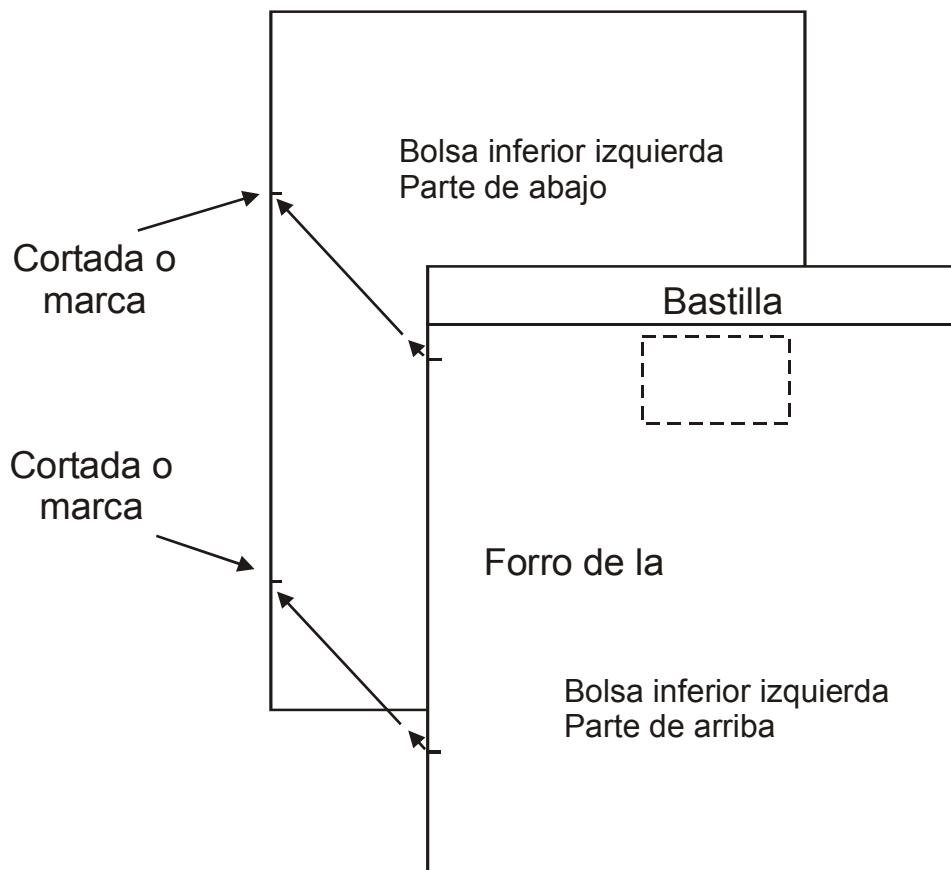 Bolsa inferior izquierda
Parte de abajo
Cortada o
marca
Bastilla
Cortada o
marca
Forro de la
Bolsa inferior izquierda
Parte de arriba